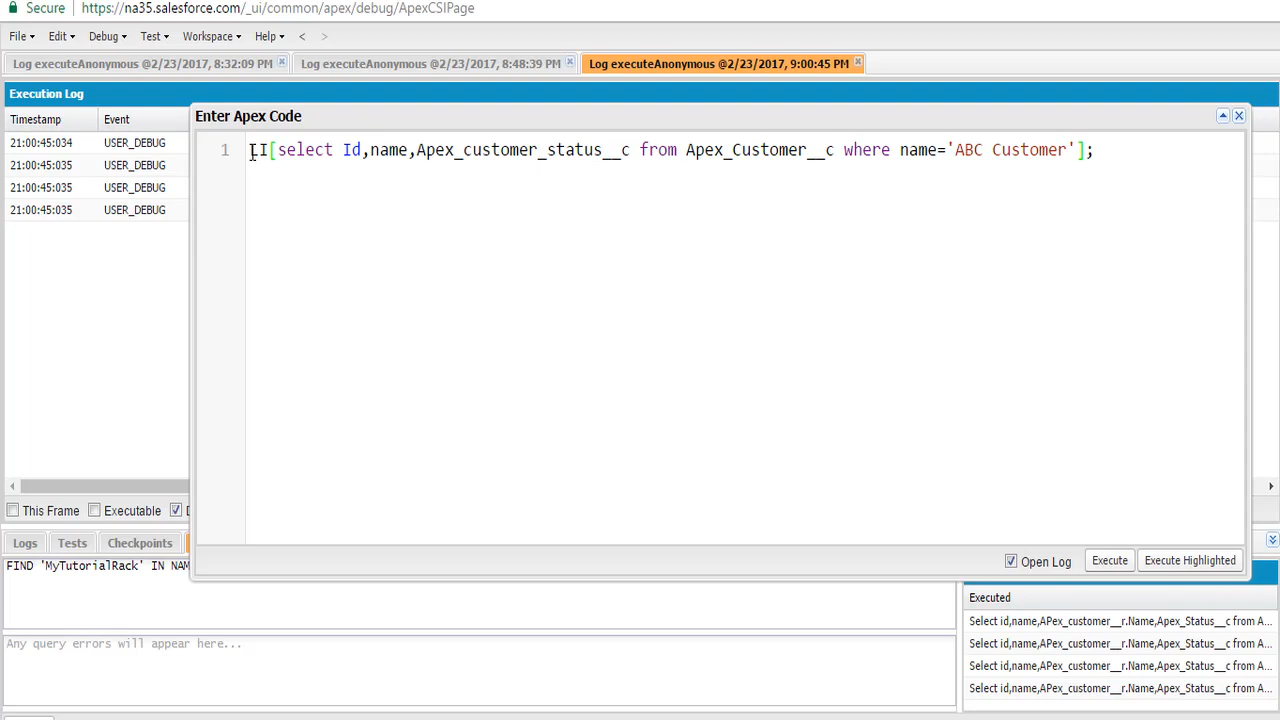 Secure https://na35.salesforce.com/_ui/common/apex/debug/ApexCSIPage
File Edit Debug Test Workspace Help < >
Log executeAnonymous @2/23/2017, 8:32:09 PM Log executeAnonymous @2/23/2017, 8:48:39 PM Log executeAnonymous @2/23/2017, 9:00:45 PM
Execution Log
Timestamp Event
21:00:45:034 USER_DEBUG
21:00:45:035 USER_DEBUG
21:00:45:035 USER_DEBUG
21:00:45:035 USER_DEBUG
Enter Apex Code
1 [select Id,name,Apex_customer_status__c from Apex_Customer__c where name='ABC Customer'];
Open Log Execute Execute Highlighted
This Frame Executable
Logs Tests Checkpoints
FIND 'MyTutorialRack' IN NAM
Any query errors will appear here...
Executed
Select id,name,APex_customer__r.Name,Apex_Status__c from A...
Select id,name,APex_customer__r.Name,Apex_Status__c from A...
Select id,name,APex_customer__r.Name,Apex_Status__c from A...
Select id,name,APex_customer__r.Name,Apex_Status__c from A...